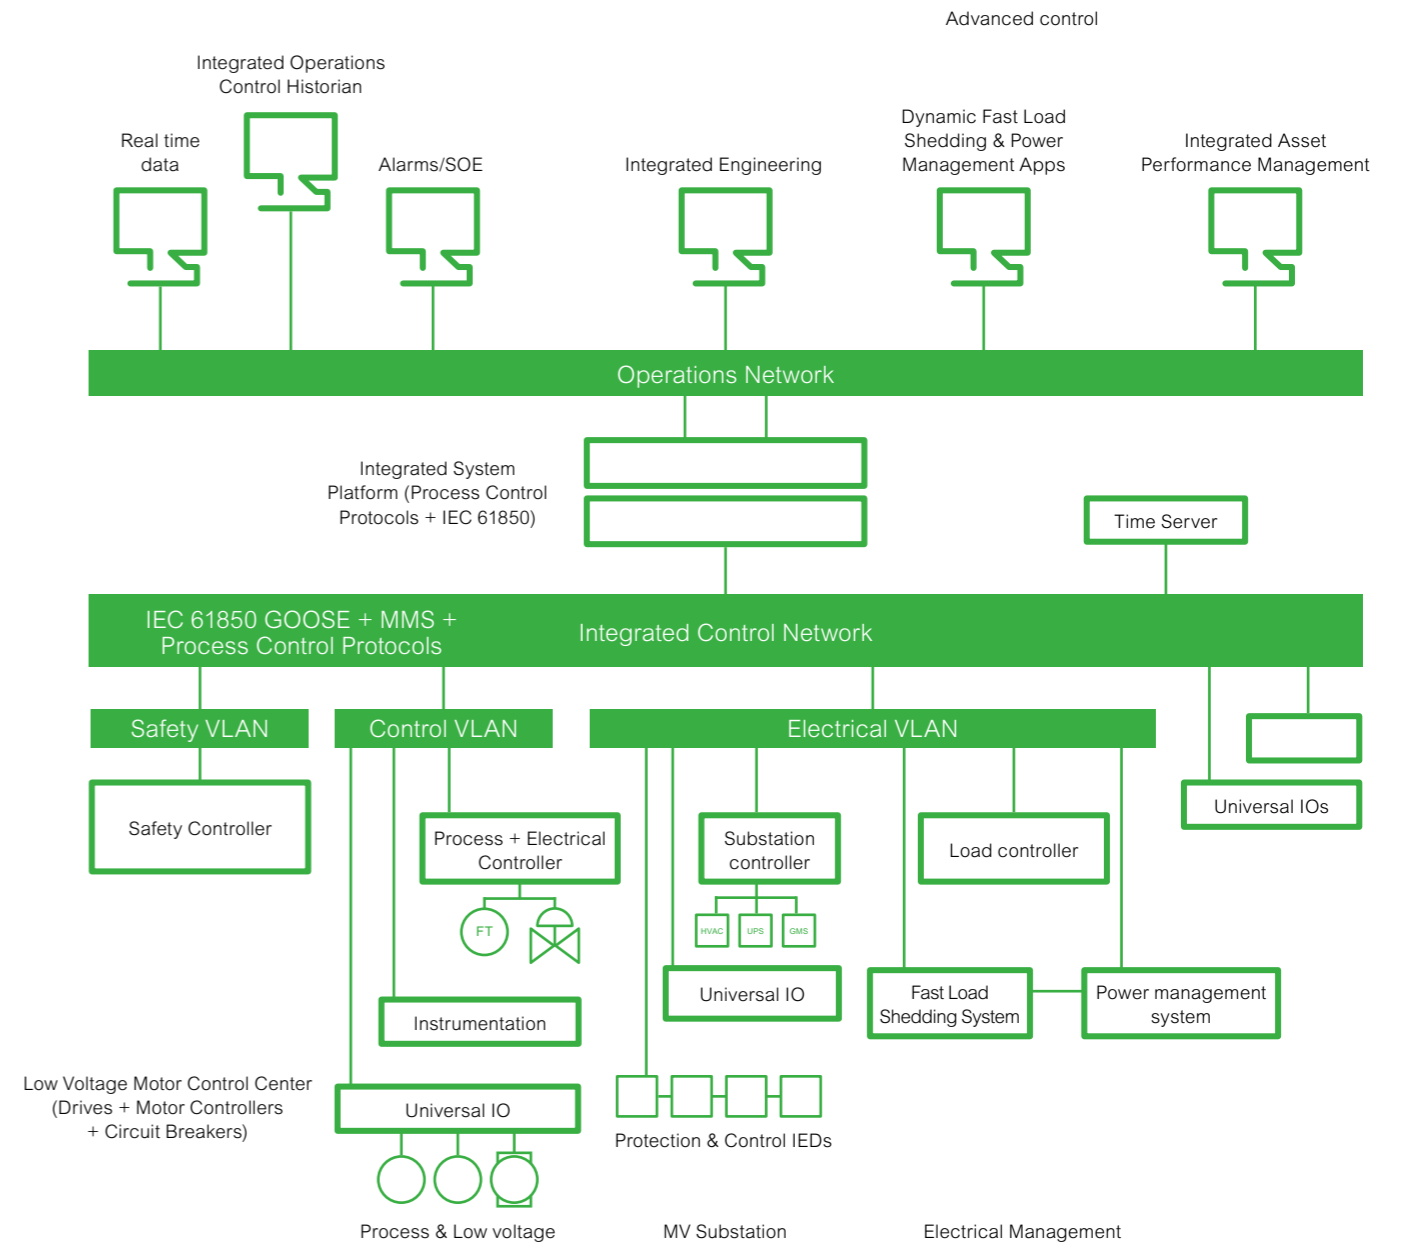 Advanced control
Integrated Operations
Control Historian
Real time
data
Alarms/SOE
Integrated Engineering
Dynamic Fast Load
Shedding & Power
Management Apps
Integrated Asset
Performance Management
Operations Network
Integrated System
Platform (Process Control
Protocols + IEC 61850)
Time Server
IEC 61850 GOOSE + MMS +
Process Control Protocols
Integrated Control Network
Safety VLAN
Control VLAN
Electrical VLAN
Safety Controller
Process + Electrical
Controller
Substation
controller
Load controller
Universal IOs
FT
HVAC
UPS
GMS
Universal IO
Fast Load
Shedding System
Power management
system
Instrumentation
Low Voltage Motor Control Center
(Drives + Motor Controllers
+ Circuit Breakers)
Universal IO
Protection & Control IEDs
Process & Low voltage
MV Substation
Electrical Management